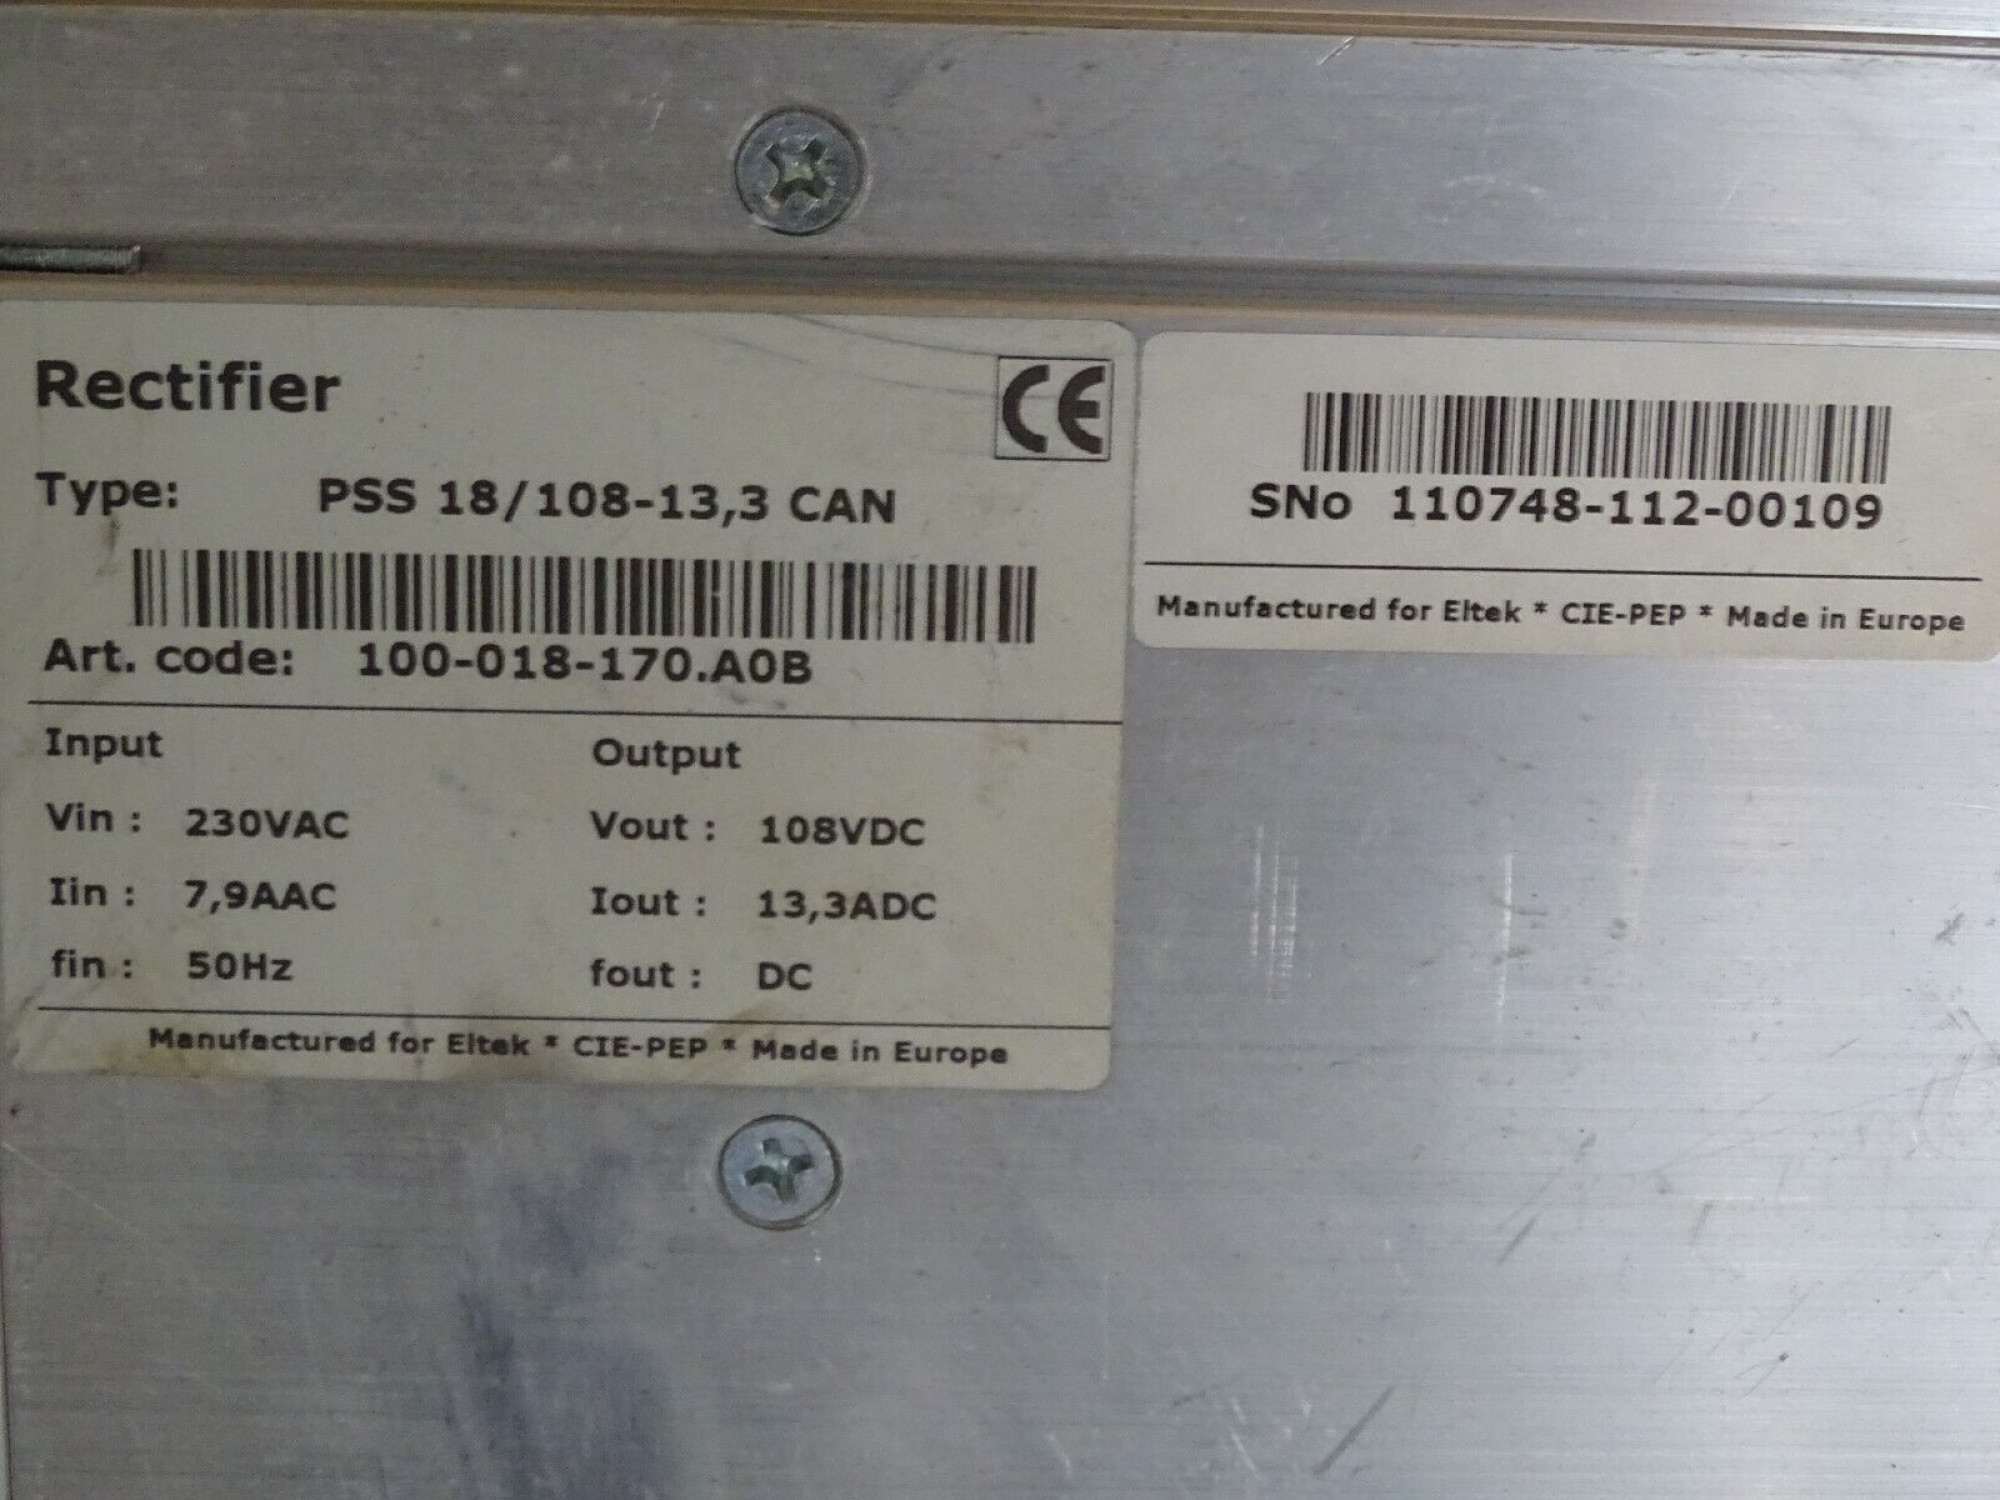 Rectifier
CE
Type: PSS 18/108-13,3 CAN
Art. code: 100-018-170.A0B
Input Output
Vin : 230VAC Vout : 108VDC
Iin : 7,9AAC Iout : 13,3ADC
fin : 50Hz fout : DC
Manufactured for Eltek * CIE-PEP * Made in Europe
SNo 110748-112-00109
Manufactured for Eltek * CIE-PEP * Made in Europe